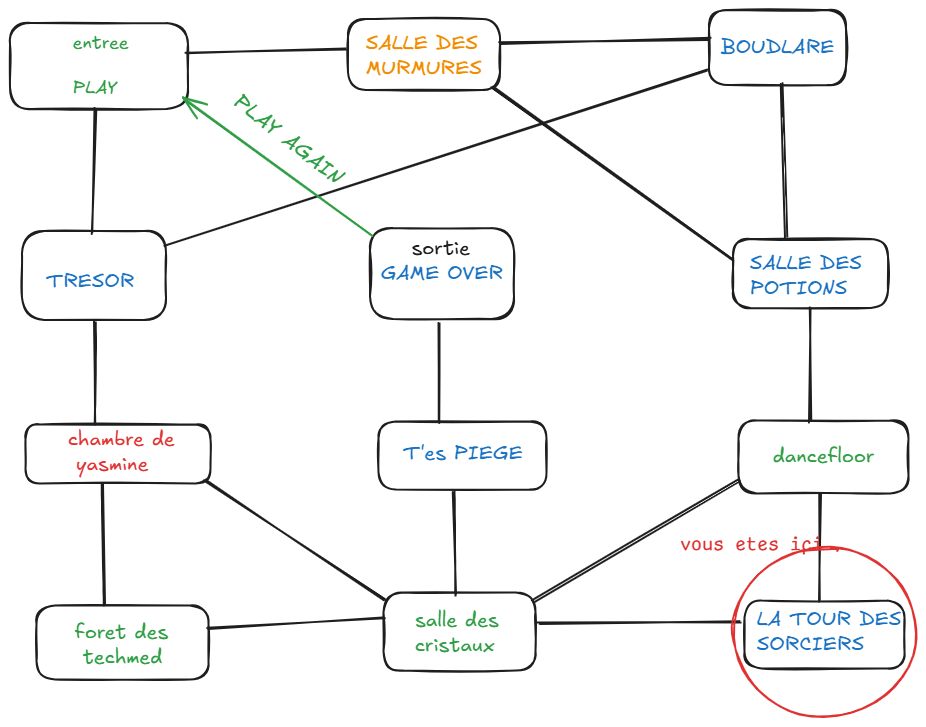 entree
PLAY
SALLE DES
MURMURES
BOUDLARE
PLAY AGAIN
TRESOR
sortie
GAME OVER
SALLE DES
POTIONS
chambre de
yasmine
T'es PIEGE
dancefloor
vous etes içi .
foret des
techmed
salle des
cristaux
LA TOUR DES
SORCIERS